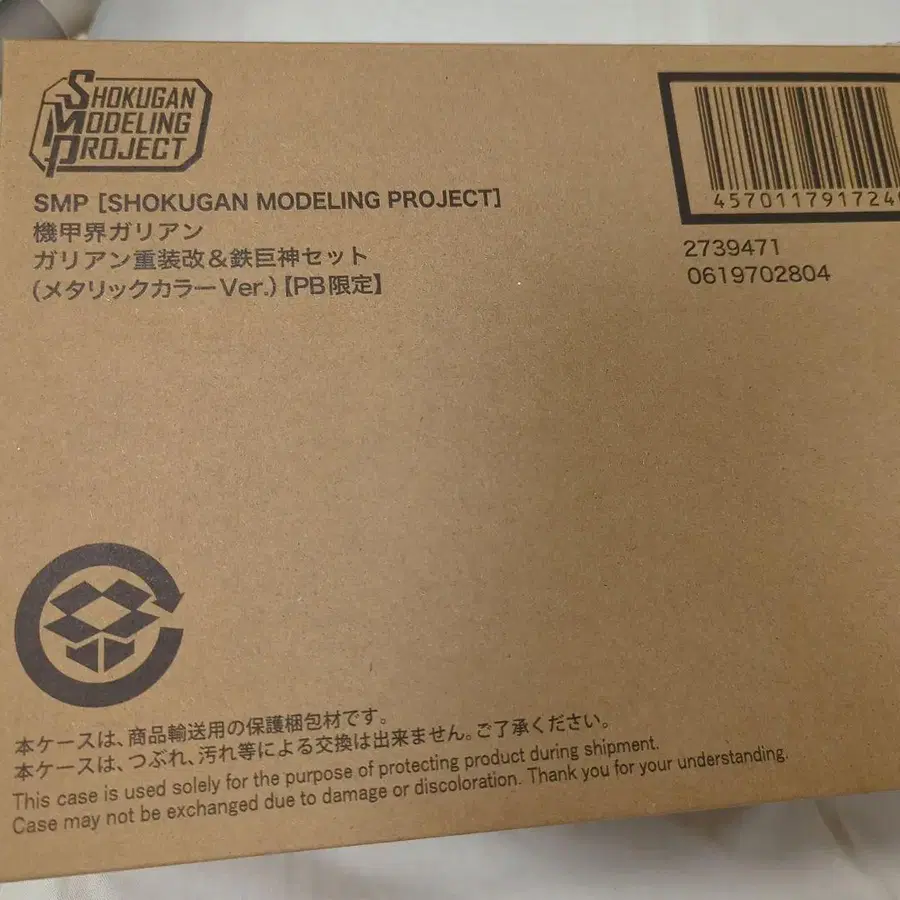 SHOKUGAN
MODELING
PROJECT
SMP [SHOKUGAN MODELING PROJECT]
機甲界ガリアン
ガリアン重装改&鉄巨神セット
(メタリックカラーVer.)【PB限定】
457011791724
2739471
0619702804
本ケースは、商品輸送用の保護梱包材です。
本ケースは、つぶれ、汚れ等による交換は出来ません。ご了承ください。
This case is used solely for the purpose of protecting product during shipment.
Case may not be exchanged due to damage or discoloration. Thank you for your understanding.